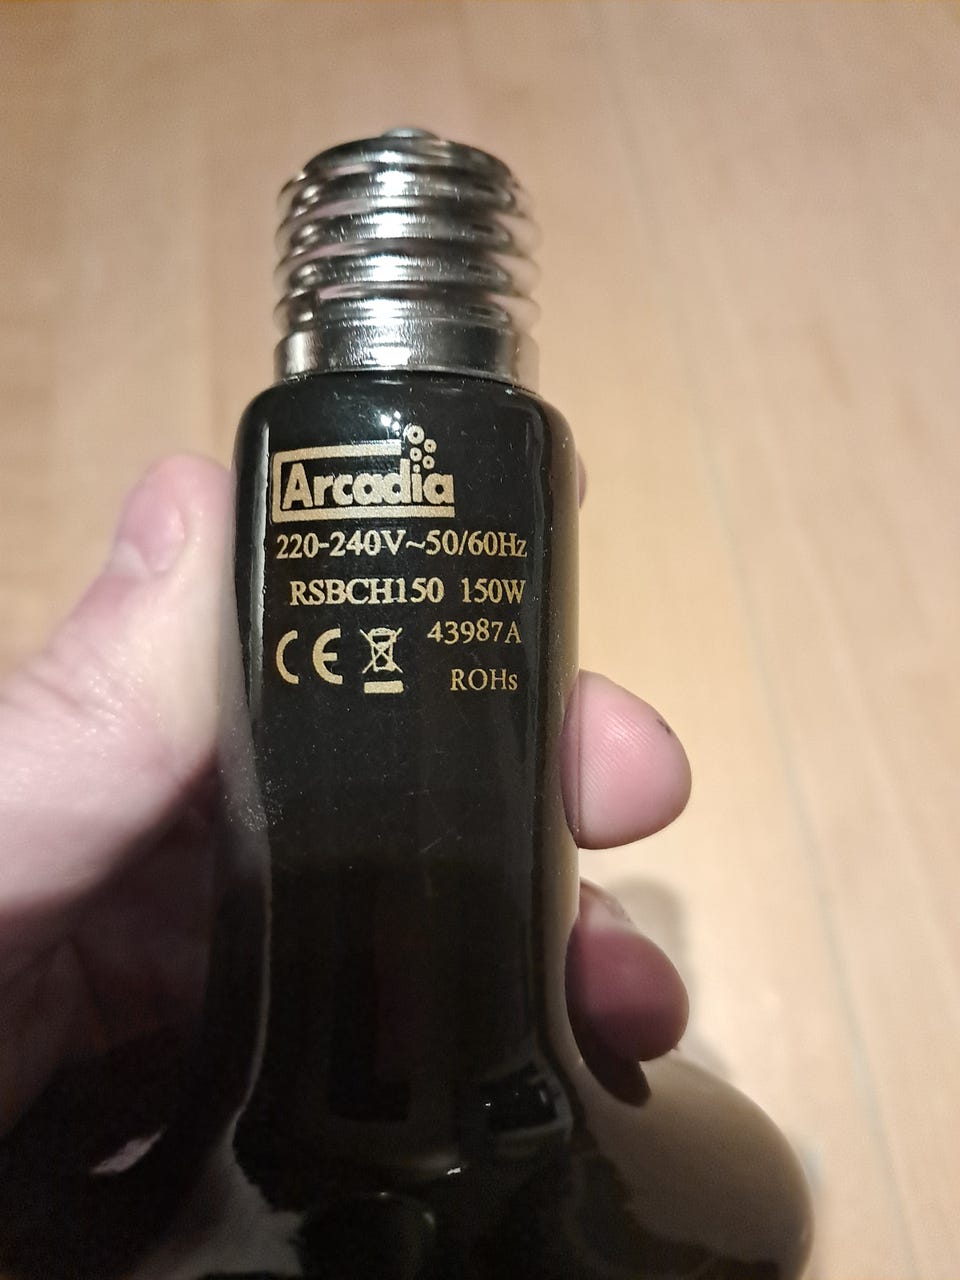 Arcadia
220-240V~50/60Hz
RSBCH150 150W
CE 43987A
ROHs